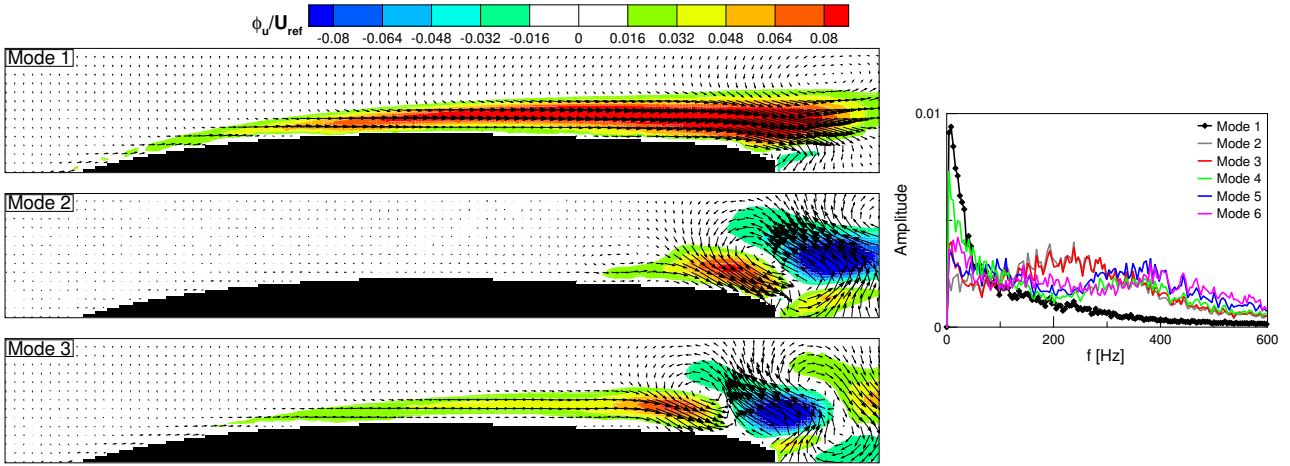 ϕu/Uref
-0.08 -0.064 -0.048 -0.032 -0.016 0 0.016 0.032 0.048 0.064 0.08
Mode 1
Mode 2
Mode 3
0.01
Amplitude
0
Mode 1
Mode 2
Mode 3
Mode 4
Mode 5
Mode 6
0 200 400 600
f [Hz]